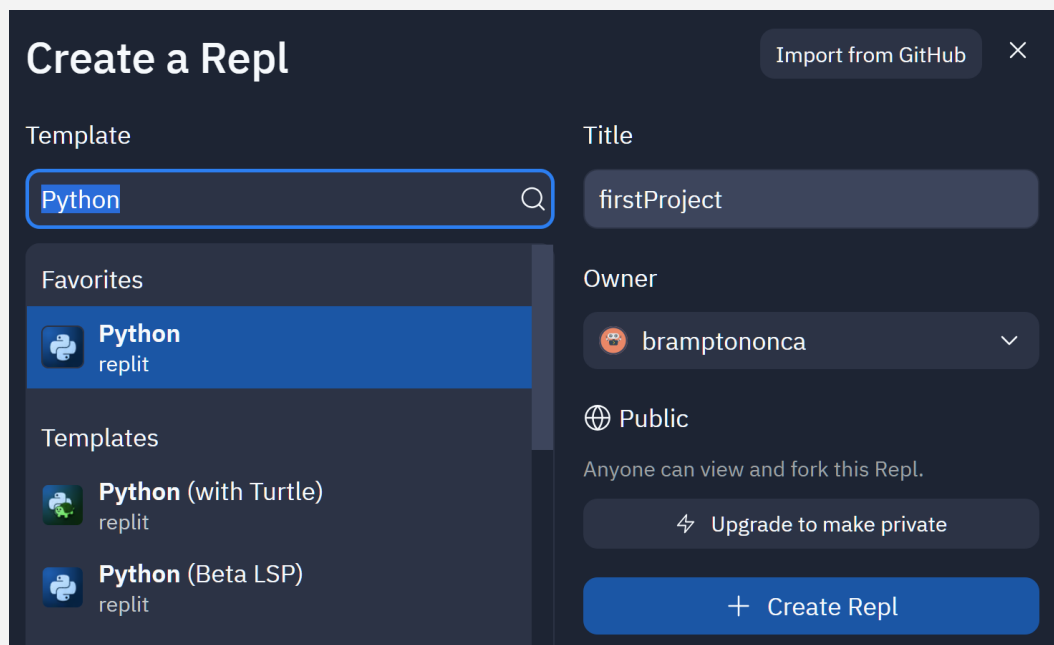 Create a Repl
Import from GitHub
Template
Python
Favorites
Python
replit
Templates
Python (with Turtle)
replit
Python (Beta LSP)
replit
Title
firstProject
Owner
bramptononca
Public
Anyone can view and fork this Repl.
Upgrade to make private
Create Repl